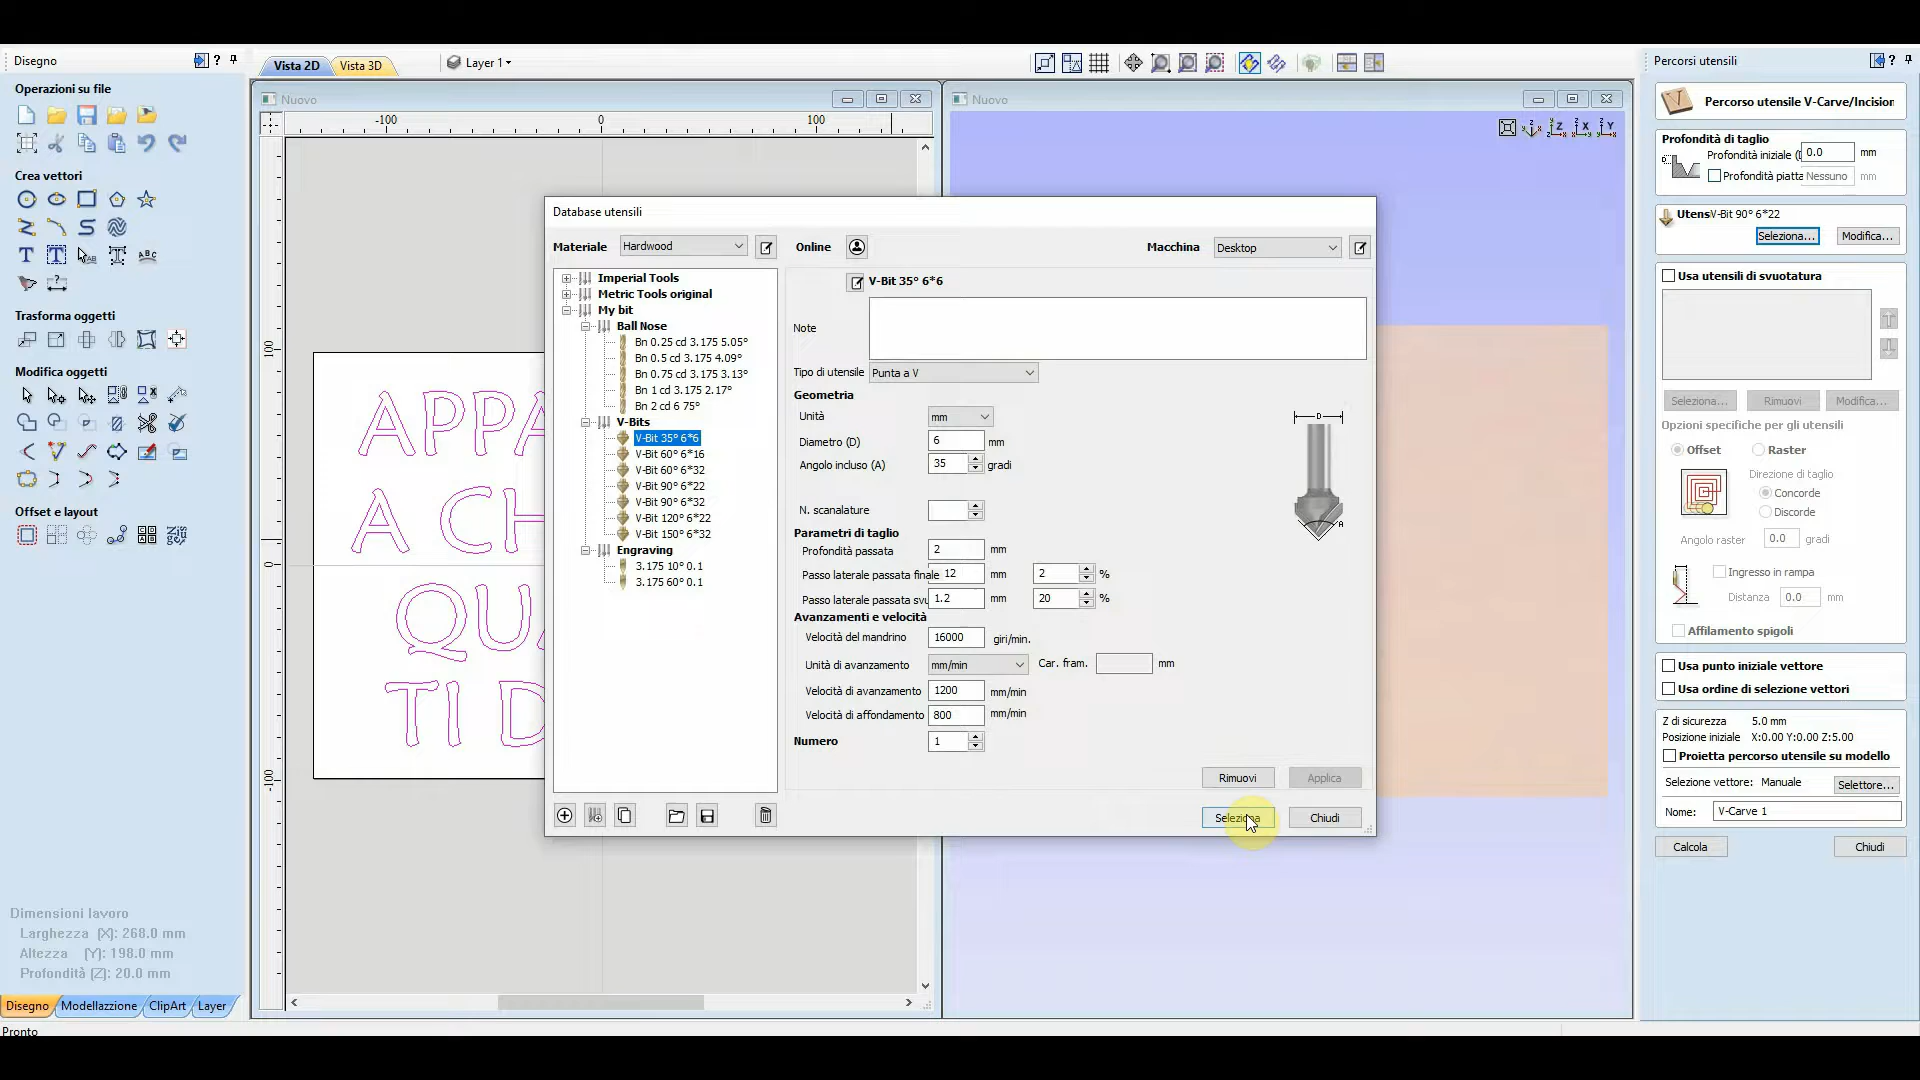 Disegno
?
Vista 2D
Vista 3D
Layer 1
Percorsi utensili
?
Operazioni su file
Crea vettori
Trasforma oggetti
Modifica oggetti
Offset e layout
Dimensioni lavoro
Larghezza (X): 268.0 mm
Altezza (Y): 198.0 mm
Profondità (Z): 20.0 mm
Disegno
Modellazzione
ClipArt
Layer
Pronto
Nuovo
-100
0
100
100
0
-100
APPA
A CH
QUA
TI D
Nuovo
Z
X
Y
Database utensili
Materiale
Hardwood
Online
Macchina
Desktop
Imperial Tools
Metric Tools original
My bit
Ball Nose
Bn 0.25 cd 3.175 5.05°
Bn 0.5 cd 3.175 4.09°
Bn 0.75 cd 3.175 3.13°
Bn 1 cd 3.175 2.17°
Bn 2 cd 6 75°
V-Bits
V-Bit 35° 6*6
V-Bit 60° 6*16
V-Bit 60° 6*32
V-Bit 90° 6*22
V-Bit 90° 6*32
V-Bit 120° 6*22
V-Bit 150° 6*32
Engraving
3.175 10° 0.1
3.175 60° 0.1
V-Bit 35° 6*6
Note
Tipo di utensile
Punta a V
Geometria
Unità
mm
Diametro (D)
6
mm
Angolo incluso (A)
35
gradi
N. scanalature
D
A
Parametri di taglio
Profondità passata
2
mm
Passo laterale passata finale
12
mm
2
%
Passo laterale passata svu
1.2
mm
20
%
Avanzamenti e velocità
Velocità del mandrino
16000
giri/min.
Unità di avanzamento
mm/min
Car. fram.
mm
Velocità di avanzamento
1200
mm/min
Velocità di affondamento
800
mm/min
Numero
1
Rimuovi
Applica
Seleziona
Chiudi
Percorso utensile V-Carve/Incision
Profondità di taglio
Profondità iniziale (
0.0
mm
Profondità piatta
Nessuno
mm
Utens
V-Bit 90° 6*22
Seleziona...
Modifica...
Usa utensili di svuotatura
Seleziona...
Rimuovi
Modifica...
Opzioni specifiche per gli utensili
Offset
Raster
Direzione di taglio
Concorde
Discorde
Angolo raster
0.0
gradi
Ingresso in rampa
Distanza
0.0
mm
Affilamento spigoli
Usa punto iniziale vettore
Usa ordine di selezione vettori
Z di sicurezza
5.0 mm
Posizione iniziale
X:0.00 Y:0.00 Z:5.00
Proietta percorso utensile su modello
Selezione vettore:
Manuale
Selettore...
Nome:
V-Carve 1
Calcola
Chiudi